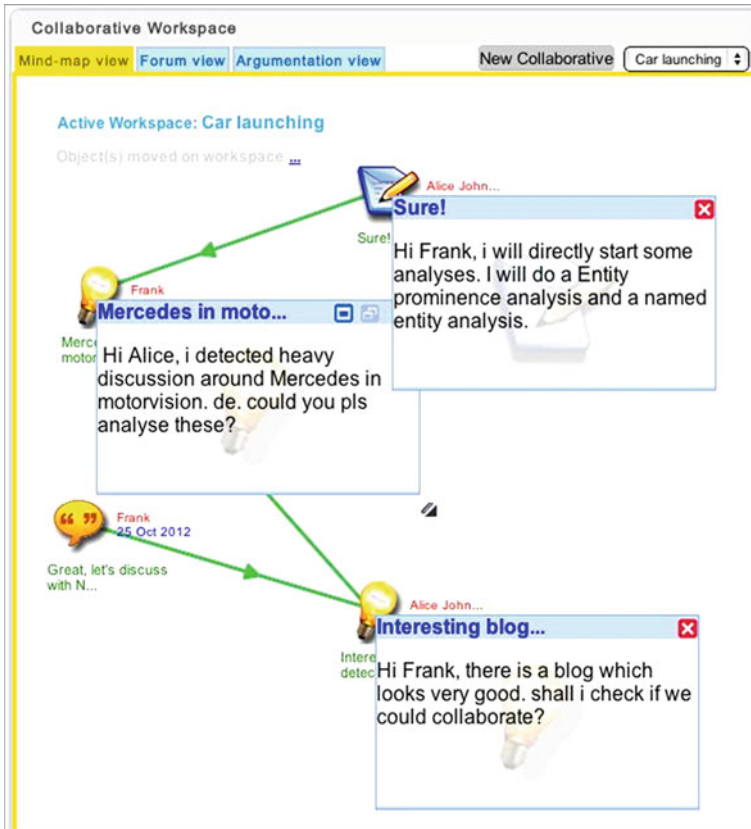 Collaborative Workspace
Mind-map view Forum view Argumentation view New Collaborative Car launching
Active Workspace: Car launching
Object(s) moved on workspace ...
Alice John...
Sure!
Sure!
Hi Frank, i will directly start some
analyses. I will do a Entity
prominence analysis and a named
entity analysis.
Frank
Mercedes in moto...
Hi Alice, i detected heavy
discussion around Mercedes in
motorvision. de. could you pls
analyse these?
Frank
25 Oct 2012
Great, let's discuss
with N...
Alice John...
Interesting blog...
Hi Frank, there is a blog which
looks very good. shall i check if we
could collaborate?